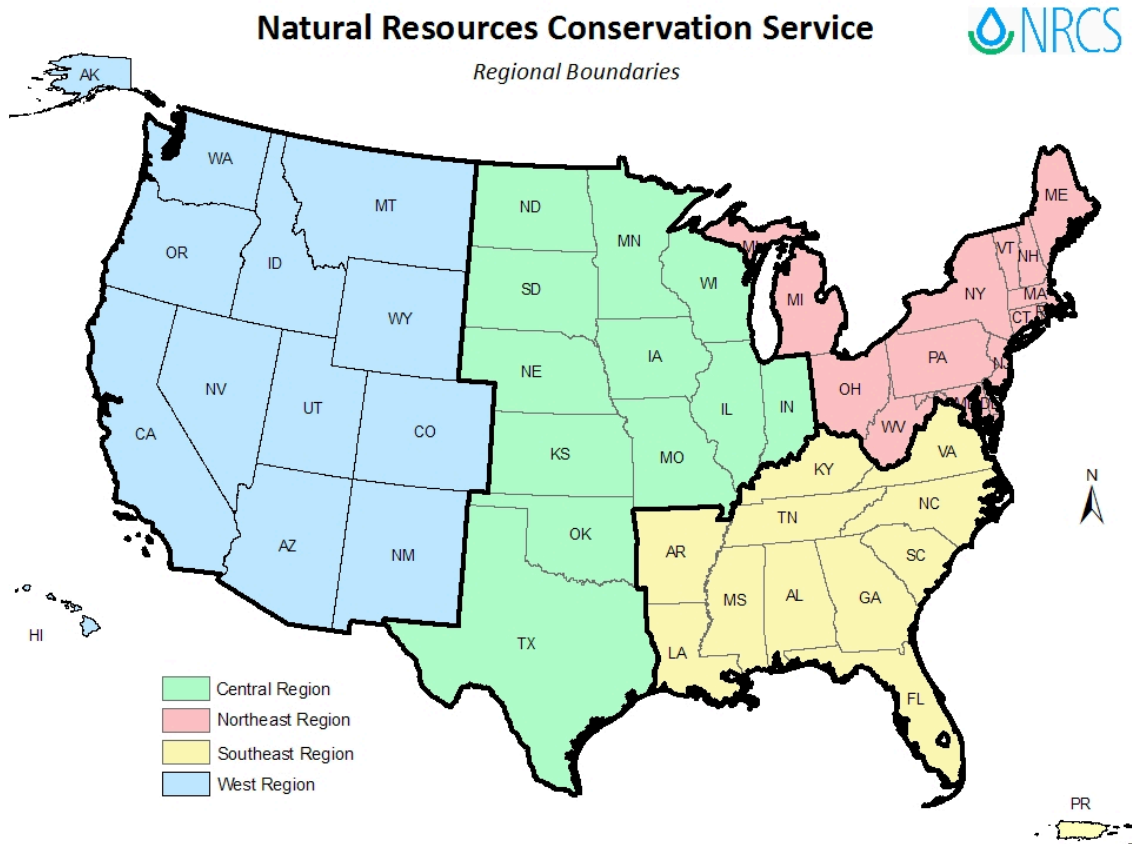 Natural Resources Conservation Service
NRCS
Regional Boundaries
AK
WA
MT
ND
MN
ME
OR
ID
SD
WI
MI
MI
VT
NH
NY
MA
CT
WY
NE
IA
PA
NJ
NV
UT
CO
KS
MO
IL
IN
OH
WV
MD
DE
CA
KY
VA
AZ
NM
OK
AR
TN
NC
SC
MS
AL
GA
HI
TX
LA
FL
N
Central Region
Northeast Region
Southeast Region
West Region
PR